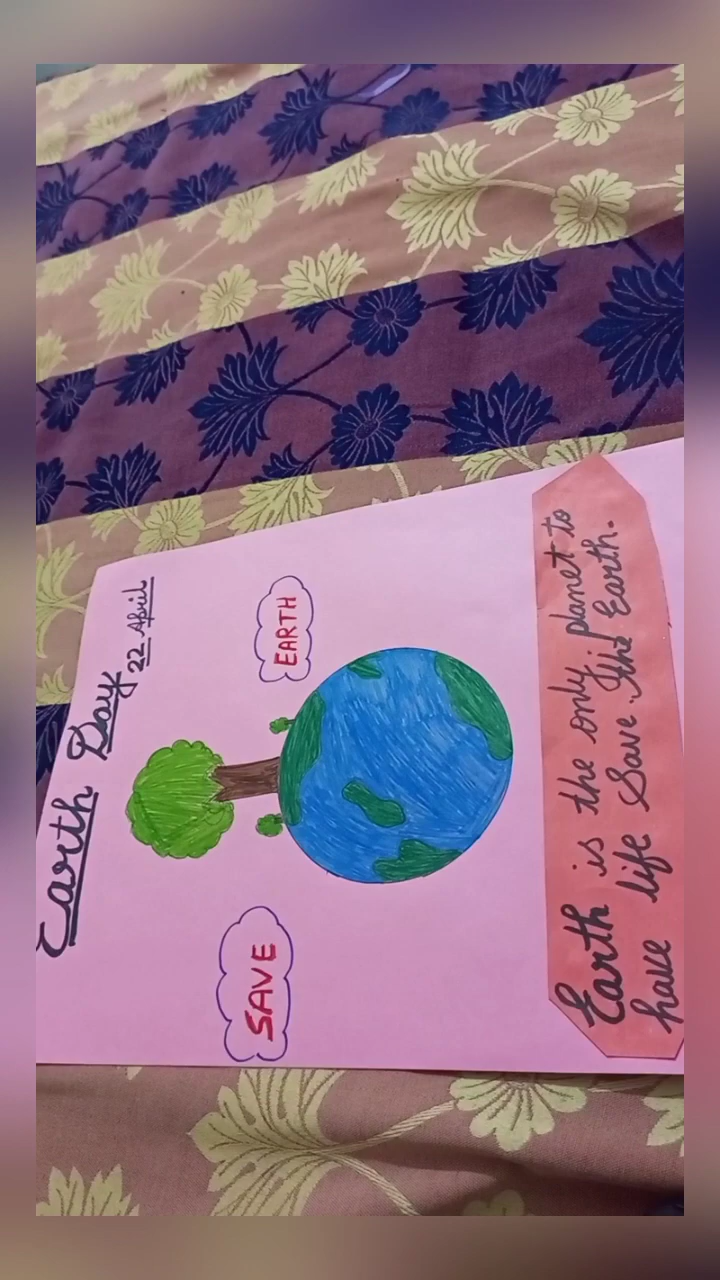 Earth Day
22 April
SAVE
EARTH
Earth is the only planet to
have life Save The Earth.